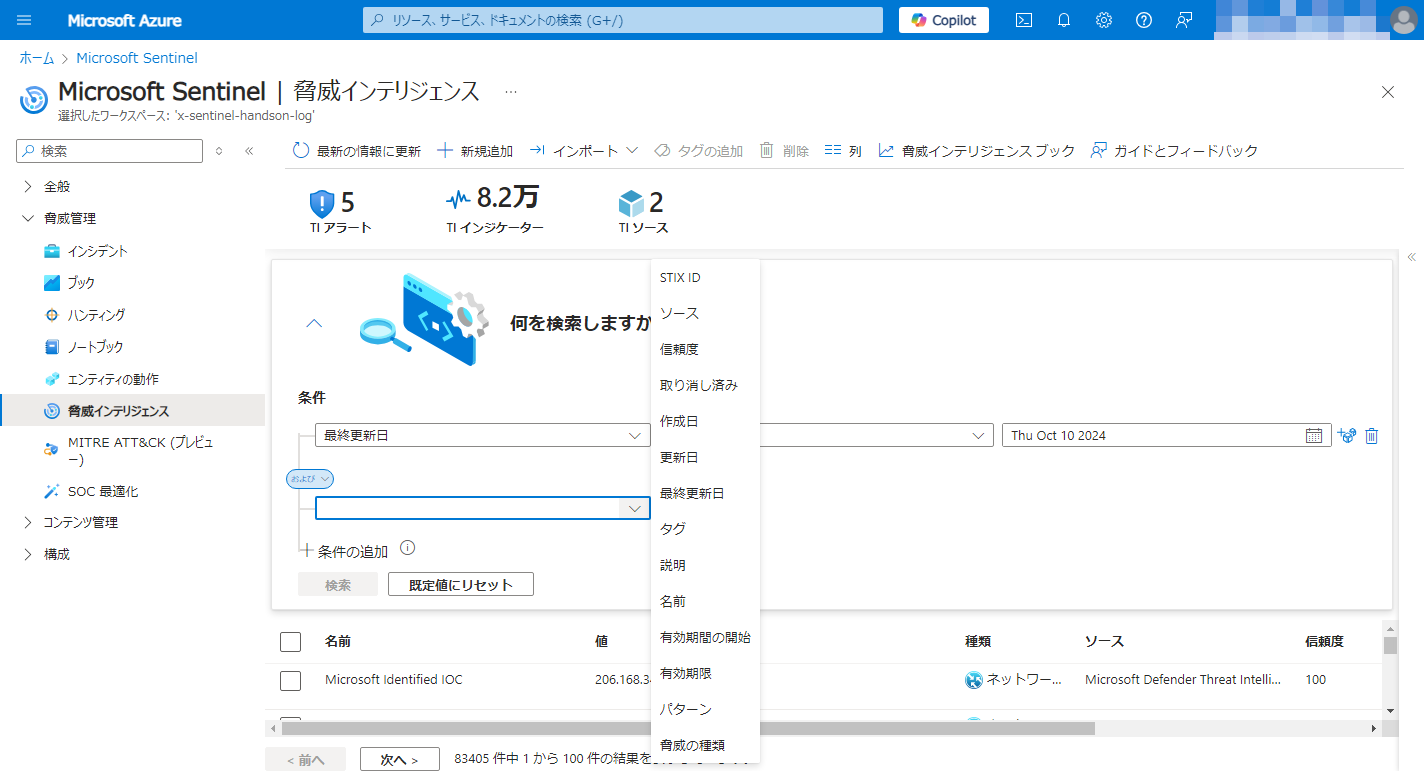 Microsoft Azure
リソース、サービス、ドキュメントの検索 (G+/)
Copilot
ホーム > Microsoft Sentinel
Microsoft Sentinel | 脅威インテリジェンス ...
選択したワークスペース: 'x-sentinel-handson-log'
検索
最新の情報に更新
新規追加
インポート
タグの追加
削除
列
脅威インテリジェンス ブック
ガイドとフィードバック
全般
脅威管理
インシデント
ブック
ハンティング
ノートブック
エンティティの動作
脅威インテリジェンス
MITRE ATT&CK (プレビュ
ー)
SOC 最適化
コンテンツ管理
構成
5
TI アラート
8.2万
TI インジケーター
2
TI ソース
何を検索しますか
条件
最終更新日
Thu Oct 10 2024
および
条件の追加
検索
既定値にリセット
STIX ID
ソース
信頼度
取り消し済み
作成日
更新日
最終更新日
タグ
説明
名前
有効期間の開始
有効期限
パターン
脅威の種類
名前
値
種類
ソース
信頼度
Microsoft Identified IOC
206.168.34
ネットワー...
Microsoft Defender Threat Intelli...
100
< 前へ
次へ >
83405 件中 1 から 100 件の結果を